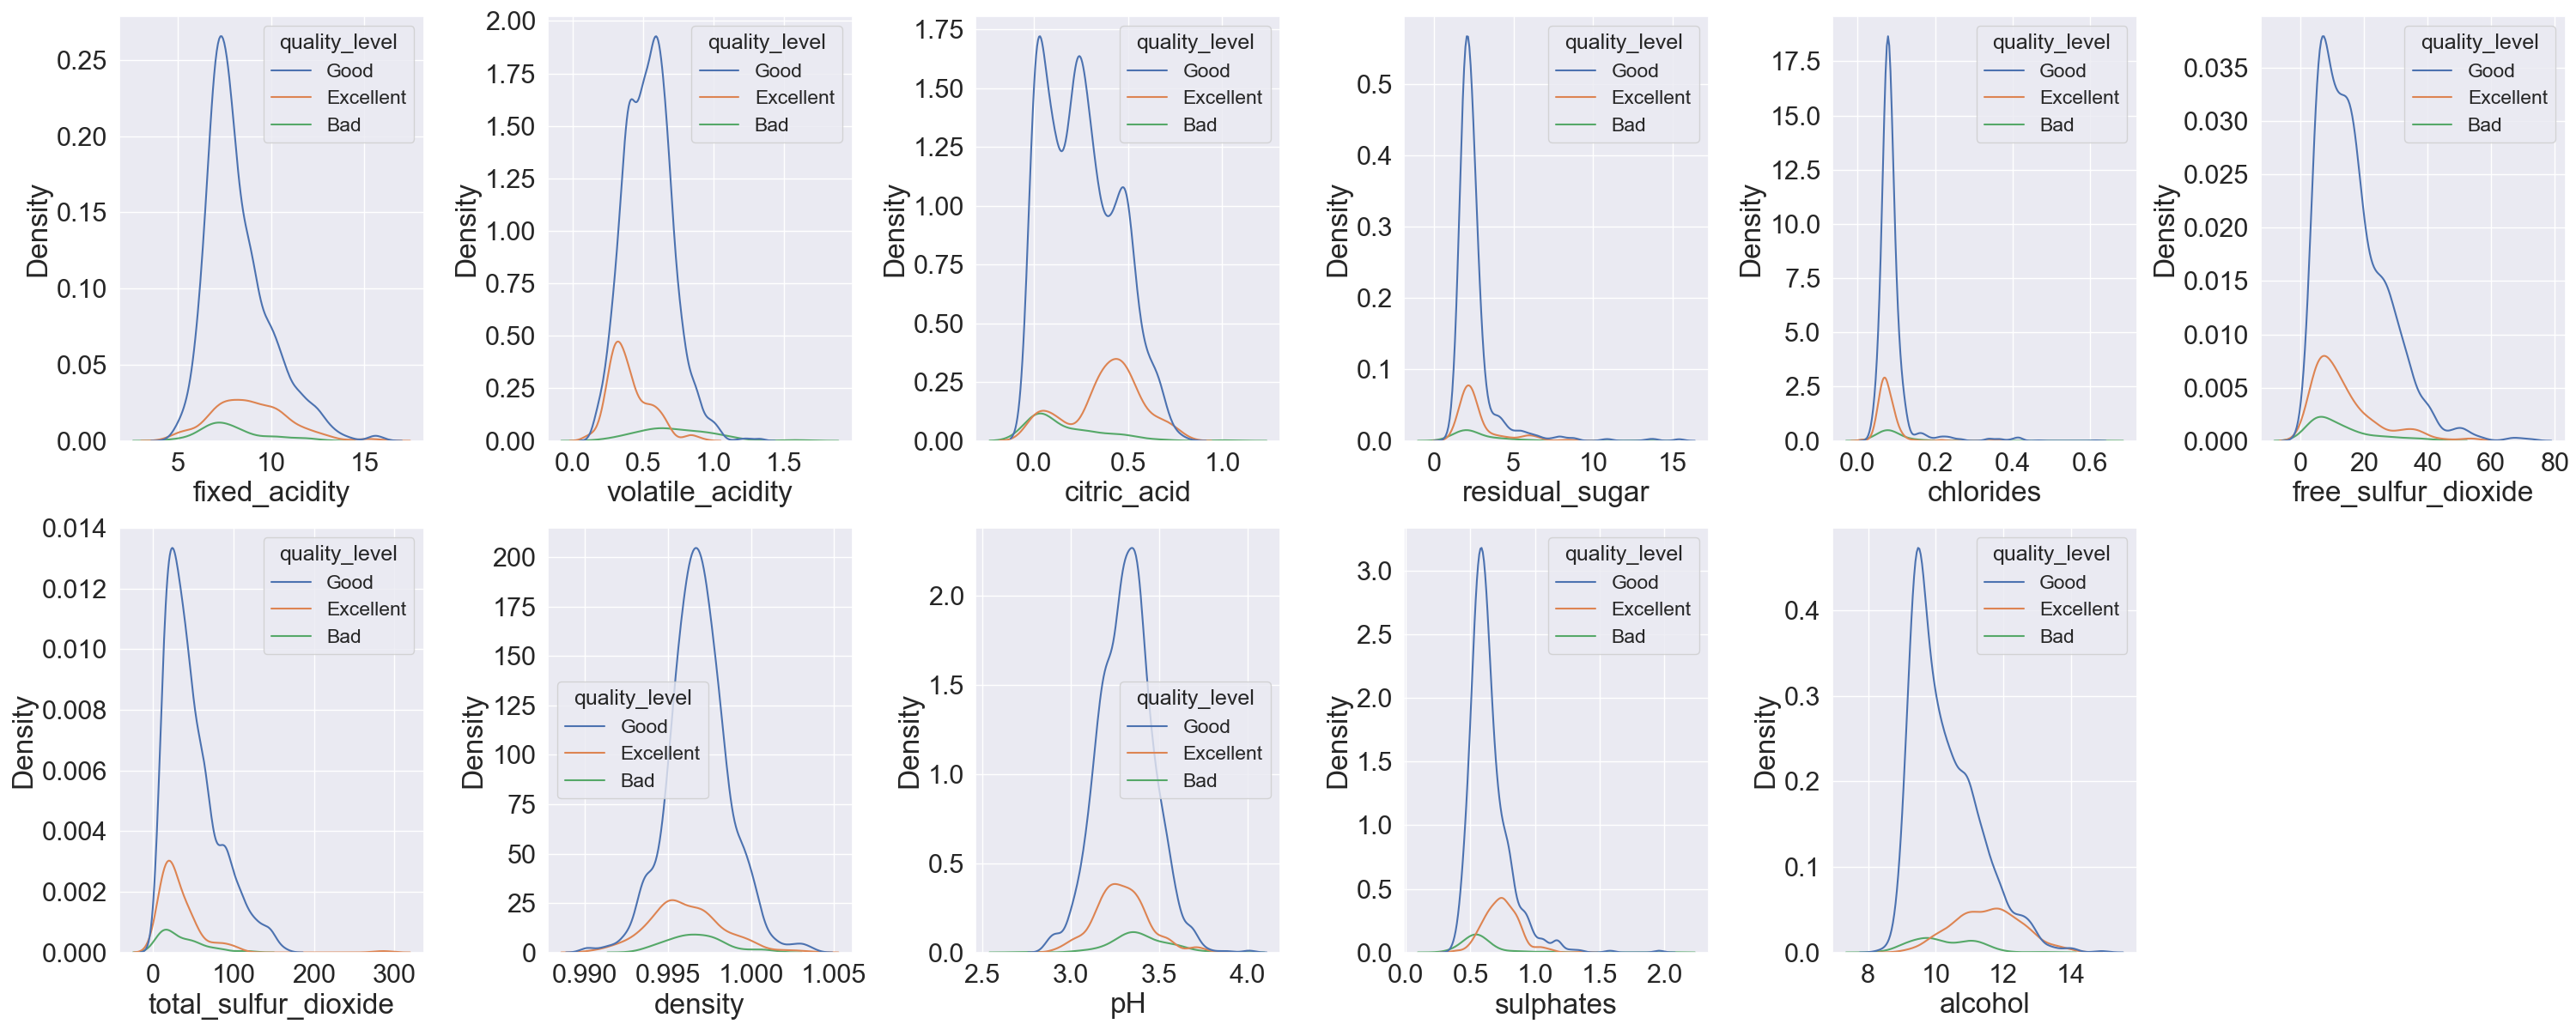 Density
0.25
0.20
0.15
0.10
0.05
0.00
5 10 15
fixed_acidity
quality_level
Good
Excellent
Bad
Density
2.00
1.75
1.50
1.25
1.00
0.75
0.50
0.25
0.00
0.0 0.5 1.0 1.5
volatile_acidity
quality_level
Good
Excellent
Bad
Density
1.75
1.50
1.25
1.00
0.75
0.50
0.25
0.00
0.0 0.5 1.0
citric_acid
quality_level
Good
Excellent
Bad
Density
0.5
0.4
0.3
0.2
0.1
0.0
0 5 10 15
residual_sugar
quality_level
Good
Excellent
Bad
Density
17.5
15.0
12.5
10.0
7.5
5.0
2.5
0.0
0.0 0.2 0.4 0.6
chlorides
quality_level
Good
Excellent
Bad
Density
0.035
0.030
0.025
0.020
0.015
0.010
0.005
0.000
0 20 40 60 80
free_sulfur_dioxide
quality_level
Good
Excellent
Bad
Density
0.014
0.012
0.010
0.008
0.006
0.004
0.002
0.000
0 100 200 300
total_sulfur_dioxide
quality_level
Good
Excellent
Bad
Density
200
175
150
125
100
75
50
25
0
0.990 0.995 1.000 1.005
density
quality_level
Good
Excellent
Bad
Density
2.0
1.5
1.0
0.5
0.0
2.5 3.0 3.5 4.0
pH
quality_level
Good
Excellent
Bad
Density
3.0
2.5
2.0
1.5
1.0
0.5
0.0
0.0 0.5 1.0 1.5 2.0
sulphates
quality_level
Good
Excellent
Bad
Density
0.4
0.3
0.2
0.1
0.0
8 10 12 14
alcohol
quality_level
Good
Excellent
Bad